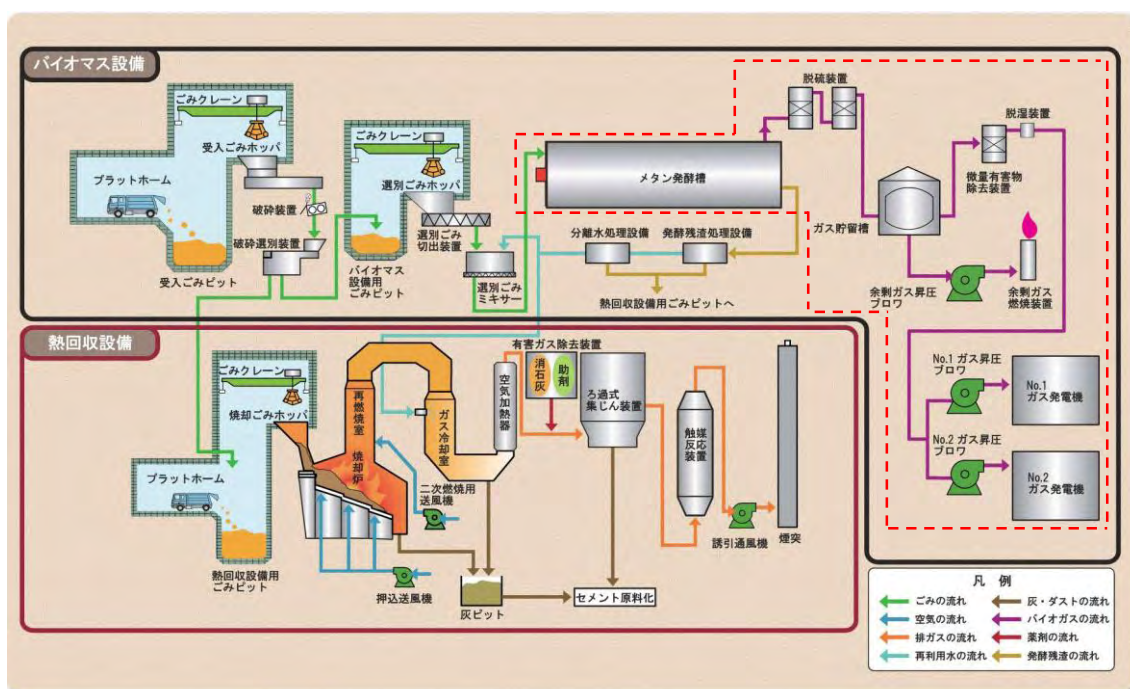 バイオマス設備
ごみクレーン
受入ごみホッパ
プラットホーム
破砕装置
破砕選別装置
受入ごみピット
ごみクレーン
選別ごみホッパ
選別ごみ
切出装置
バイオマス
設備用
ごみピット
選別ごみ
ミキサー
メタン発酵槽
分離水処理設備
発酵残渣処理設備
熱回収設備用ごみピットへ
脱硫装置
脱湿装置
微量有害物
除去装置
ガス貯留槽
余剰ガス昇圧
ブロワ
余剰ガス
燃焼装置
No.1 ガス昇圧
ブロワ
No.1
ガス発電機
No.2 ガス昇圧
ブロワ
No.2
ガス発電機
熱回収設備
ごみクレーン
焼却ごみホッパ
プラットホーム
熱回収設備用
ごみピット
再燃焼室
焼却炉
ガス冷却室
二次燃焼用
送風機
押込送風機
空気加熱器
有害ガス除去装置
消石灰
助剤
ろ過式
集じん装置
触媒
反応
装置
誘引通風機
煙突
灰ピット
セメント原料化
凡 例
ごみの流れ
空気の流れ
排ガスの流れ
再利用水の流れ
灰・ダストの流れ
バイオガスの流れ
薬剤の流れ
発酵残渣の流れ